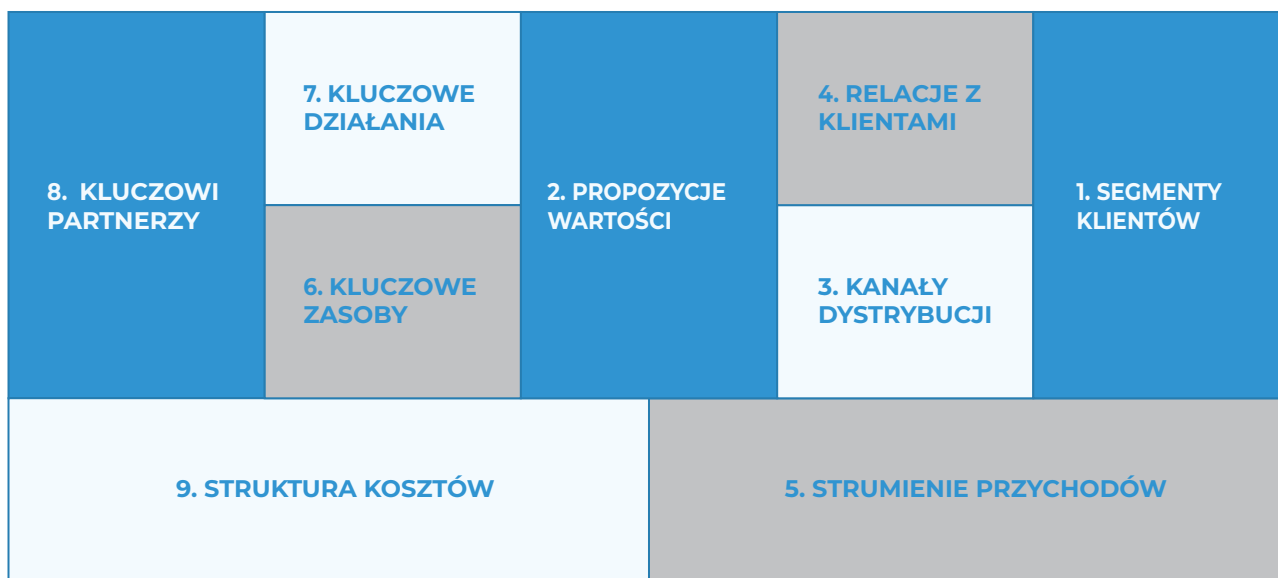 7. KLUCZOWE
DZIAŁANIA
4. RELACJE Z
KLIENTAMI
8. KLUCZOWI
PARTNERZY
2. PROPOZYCJE
WARTOŚCI
1. SEGMENTY
KLIENTÓW
6. KLUCZOWE
ZASOBY
3. KANAŁY
DYSTRYBUCJI
9. STRUKTURA KOSZTÓW
5. STRUMIENIE PRZYCHODÓW